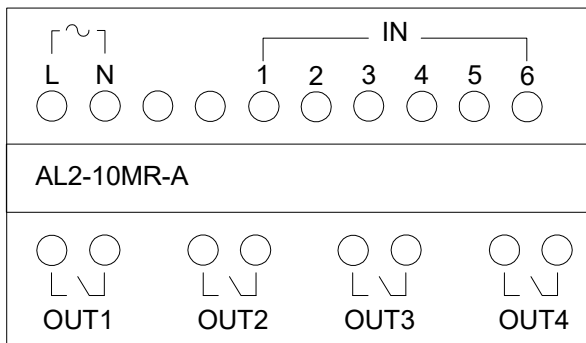 IN
L N 1 2 3 4 5 6
AL2-10MR-A
OUT1 OUT2 OUT3 OUT4